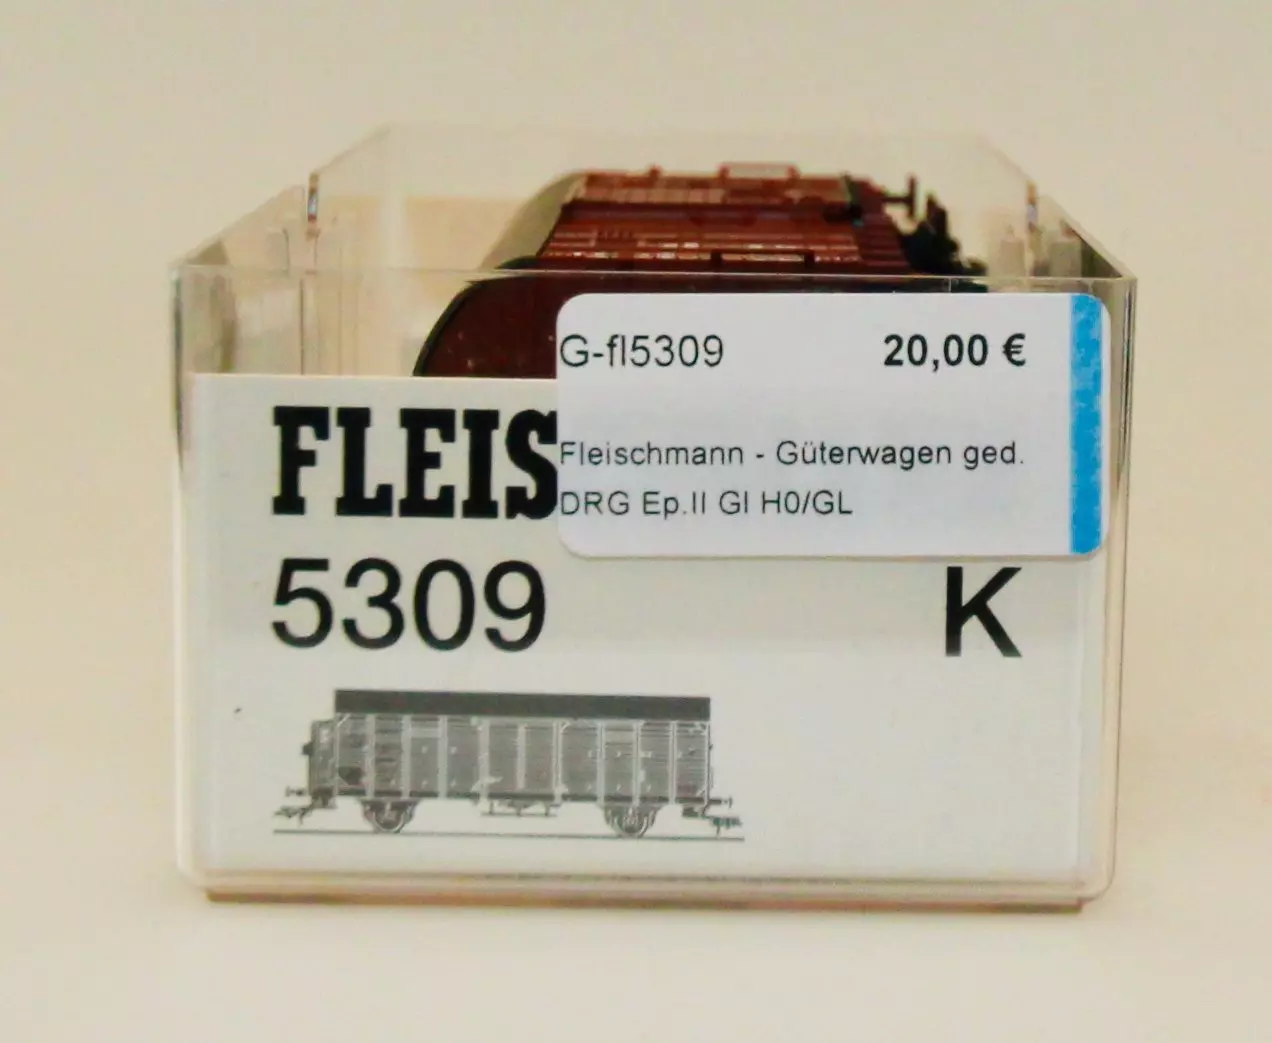 G-fl5309 20,00 €
Fleischmann - Güterwagen ged.
DRG Ep.II Gl H0/GL
FLEIS
5309 K